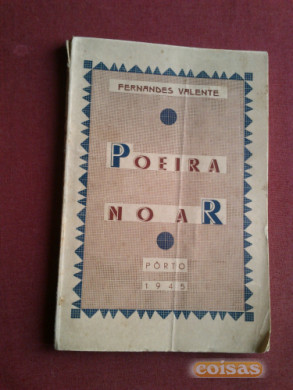 FERNANDES VALENTE
POEIRA
NO AR
PÔRTO
1945
coisas